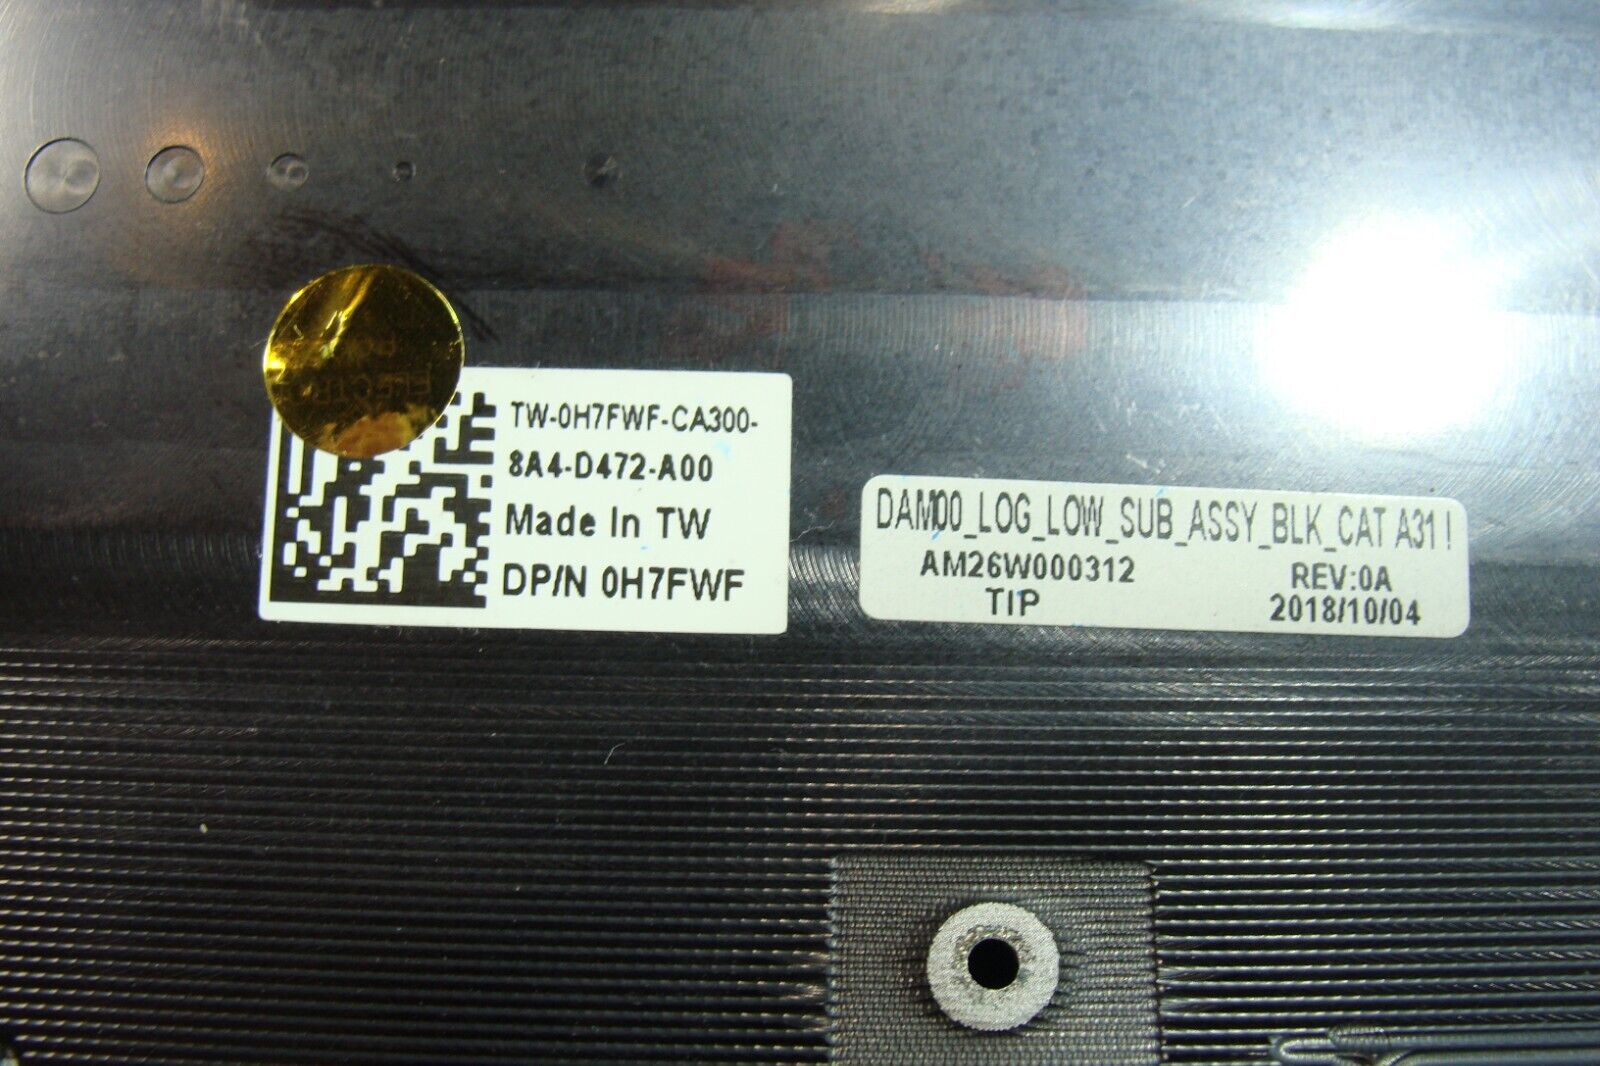 TW-0H7FWF-CA300-
8A4-D472-A00
Made In TW
DP/N 0H7FWF
DAM00_LOG_LOW_SUB_ASSY_BLK_CAT A31 !
AM26W000312 REV:0A
TIP 2018/10/04